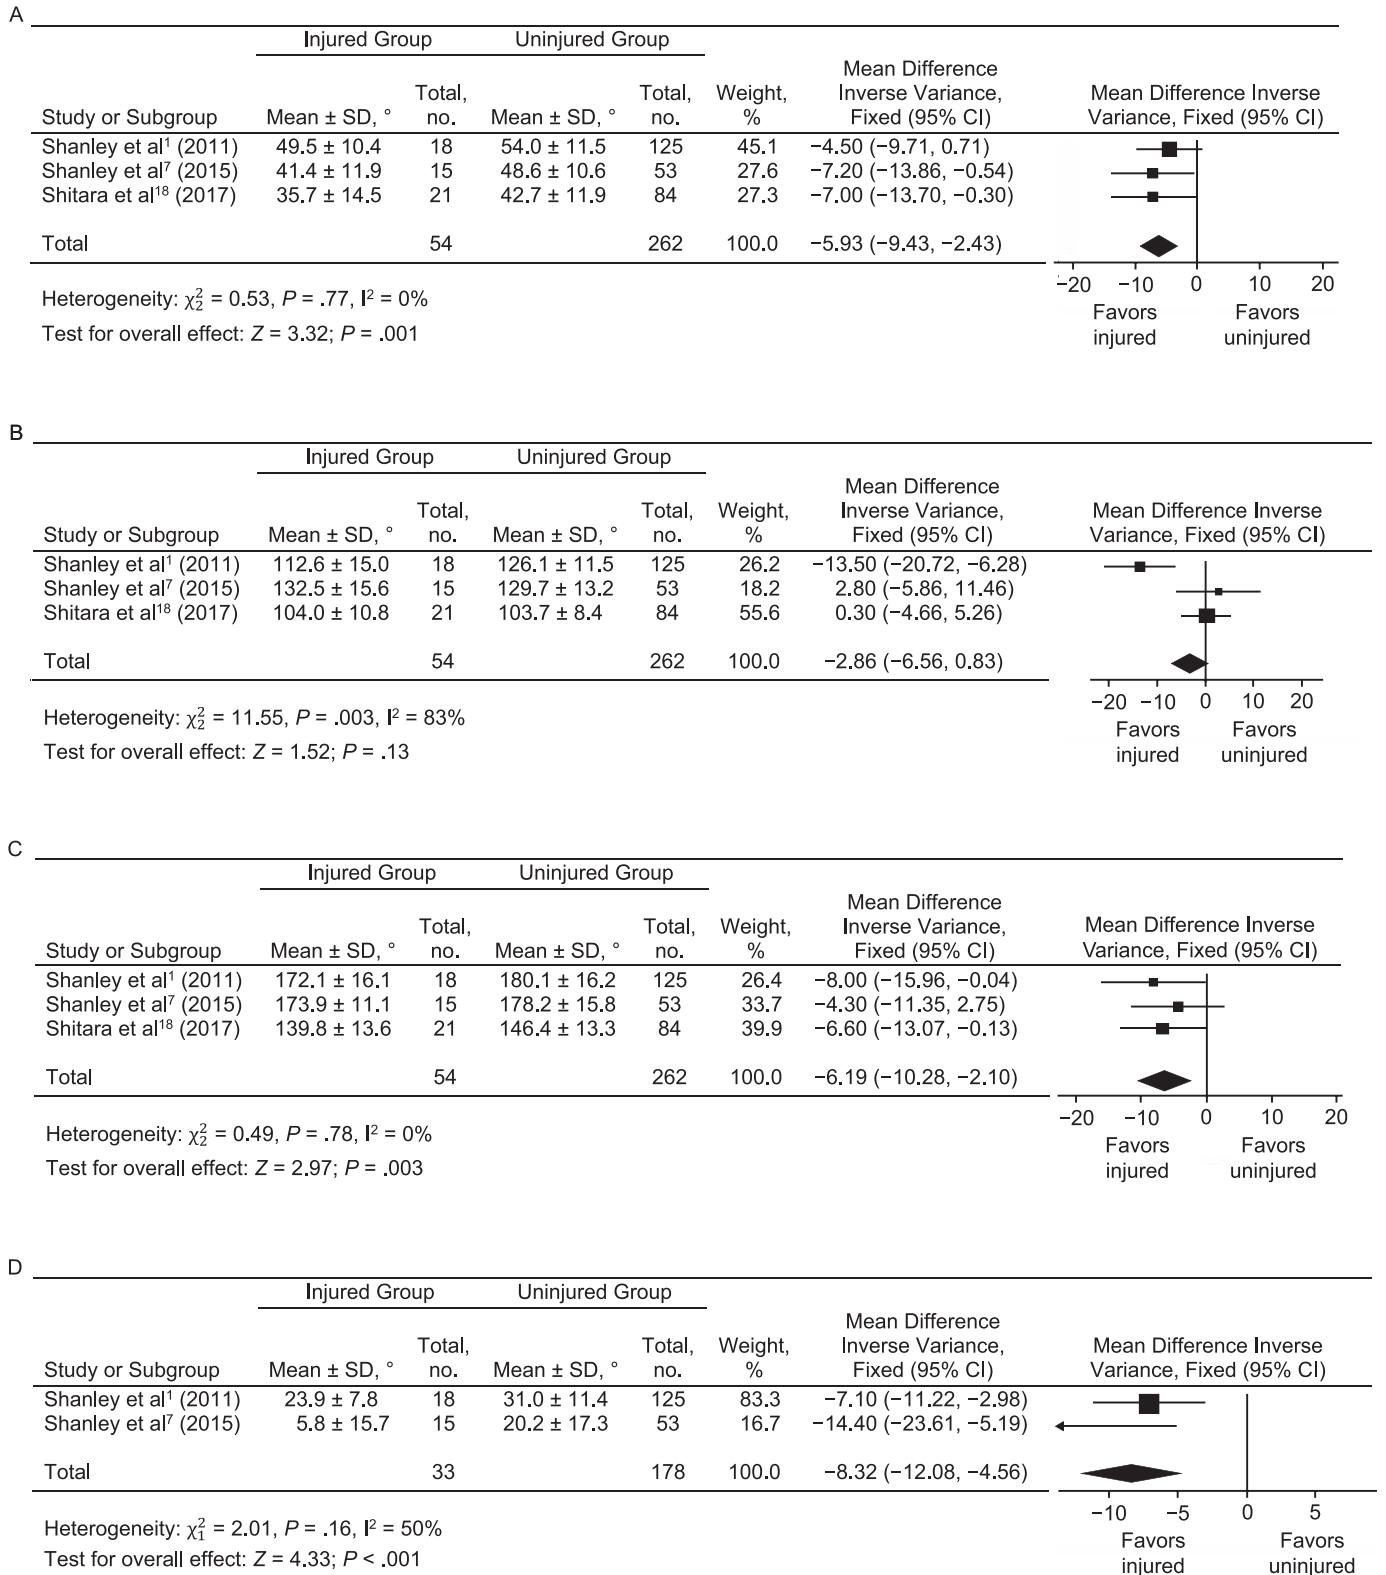 A
Injured Group Uninjured Group
Mean Difference
Total, Total, Weight, Inverse Variance, Mean Difference Inverse
Study or Subgroup Mean ± SD, ° no. Mean ± SD, ° no. % Fixed (95% CI) Variance, Fixed (95% CI)
Shanley et al¹ (2011) 49.5 ± 10.4 18 54.0 ± 11.5 125 45.1 −4.50 (−9.71, 0.71)
Shanley et al⁷ (2015) 41.4 ± 11.9 15 48.6 ± 10.6 53 27.6 −7.20 (−13.86, −0.54)
Shitara et al¹⁸ (2017) 35.7 ± 14.5 21 42.7 ± 11.9 84 27.3 −7.00 (−13.70, −0.30)
Total 54 262 100.0 −5.93 (−9.43, −2.43)
−20 −10 0 10 20
Heterogeneity: χ²₂ = 0.53, P = .77, I² = 0%
Favors Favors
Test for overall effect: Z = 3.32; P = .001
injured uninjured
B
Injured Group Uninjured Group
Mean Difference
Total, Total, Weight, Inverse Variance, Mean Difference Inverse
Study or Subgroup Mean ± SD, ° no. Mean ± SD, ° no. % Fixed (95% CI) Variance, Fixed (95% CI)
Shanley et al¹ (2011) 112.6 ± 15.0 18 126.1 ± 11.5 125 26.2 −13.50 (−20.72, −6.28)
Shanley et al⁷ (2015) 132.5 ± 15.6 15 129.7 ± 13.2 53 18.2 2.80 (−5.86, 11.46)
Shitara et al¹⁸ (2017) 104.0 ± 10.8 21 103.7 ± 8.4 84 55.6 0.30 (−4.66, 5.26)
Total 54 262 100.0 −2.86 (−6.56, 0.83)
−20 −10 0 10 20
Heterogeneity: χ²₂ = 11.55, P = .003, I² = 83%
Favors Favors
Test for overall effect: Z = 1.52; P = .13
injured uninjured
C
Injured Group Uninjured Group
Mean Difference
Total, Total, Weight, Inverse Variance, Mean Difference Inverse
Study or Subgroup Mean ± SD, ° no. Mean ± SD, ° no. % Fixed (95% CI) Variance, Fixed (95% CI)
Shanley et al¹ (2011) 172.1 ± 16.1 18 180.1 ± 16.2 125 26.4 −8.00 (−15.96, −0.04)
Shanley et al⁷ (2015) 173.9 ± 11.1 15 178.2 ± 15.8 53 33.7 −4.30 (−11.35, 2.75)
Shitara et al¹⁸ (2017) 139.8 ± 13.6 21 146.4 ± 13.3 84 39.9 −6.60 (−13.07, −0.13)
Total 54 262 100.0 −6.19 (−10.28, −2.10)
−20 −10 0 10 20
Heterogeneity: χ²₂ = 0.49, P = .78, I² = 0%
Favors Favors
Test for overall effect: Z = 2.97; P = .003
injured uninjured
D
Injured Group Uninjured Group
Mean Difference
Total, Total, Weight, Inverse Variance, Mean Difference Inverse
Study or Subgroup Mean ± SD, ° no. Mean ± SD, ° no. % Fixed (95% CI) Variance, Fixed (95% CI)
Shanley et al¹ (2011) 23.9 ± 7.8 18 31.0 ± 11.4 125 83.3 −7.10 (−11.22, −2.98)
Shanley et al⁷ (2015) 5.8 ± 15.7 15 20.2 ± 17.3 53 16.7 −14.40 (−23.61, −5.19)
Total 33 178 100.0 −8.32 (−12.08, −4.56)
−10 −5 0 5
Heterogeneity: χ²₁ = 2.01, P = .16, I² = 50%
Favors Favors
Test for overall effect: Z = 4.33; P < .001
injured uninjured